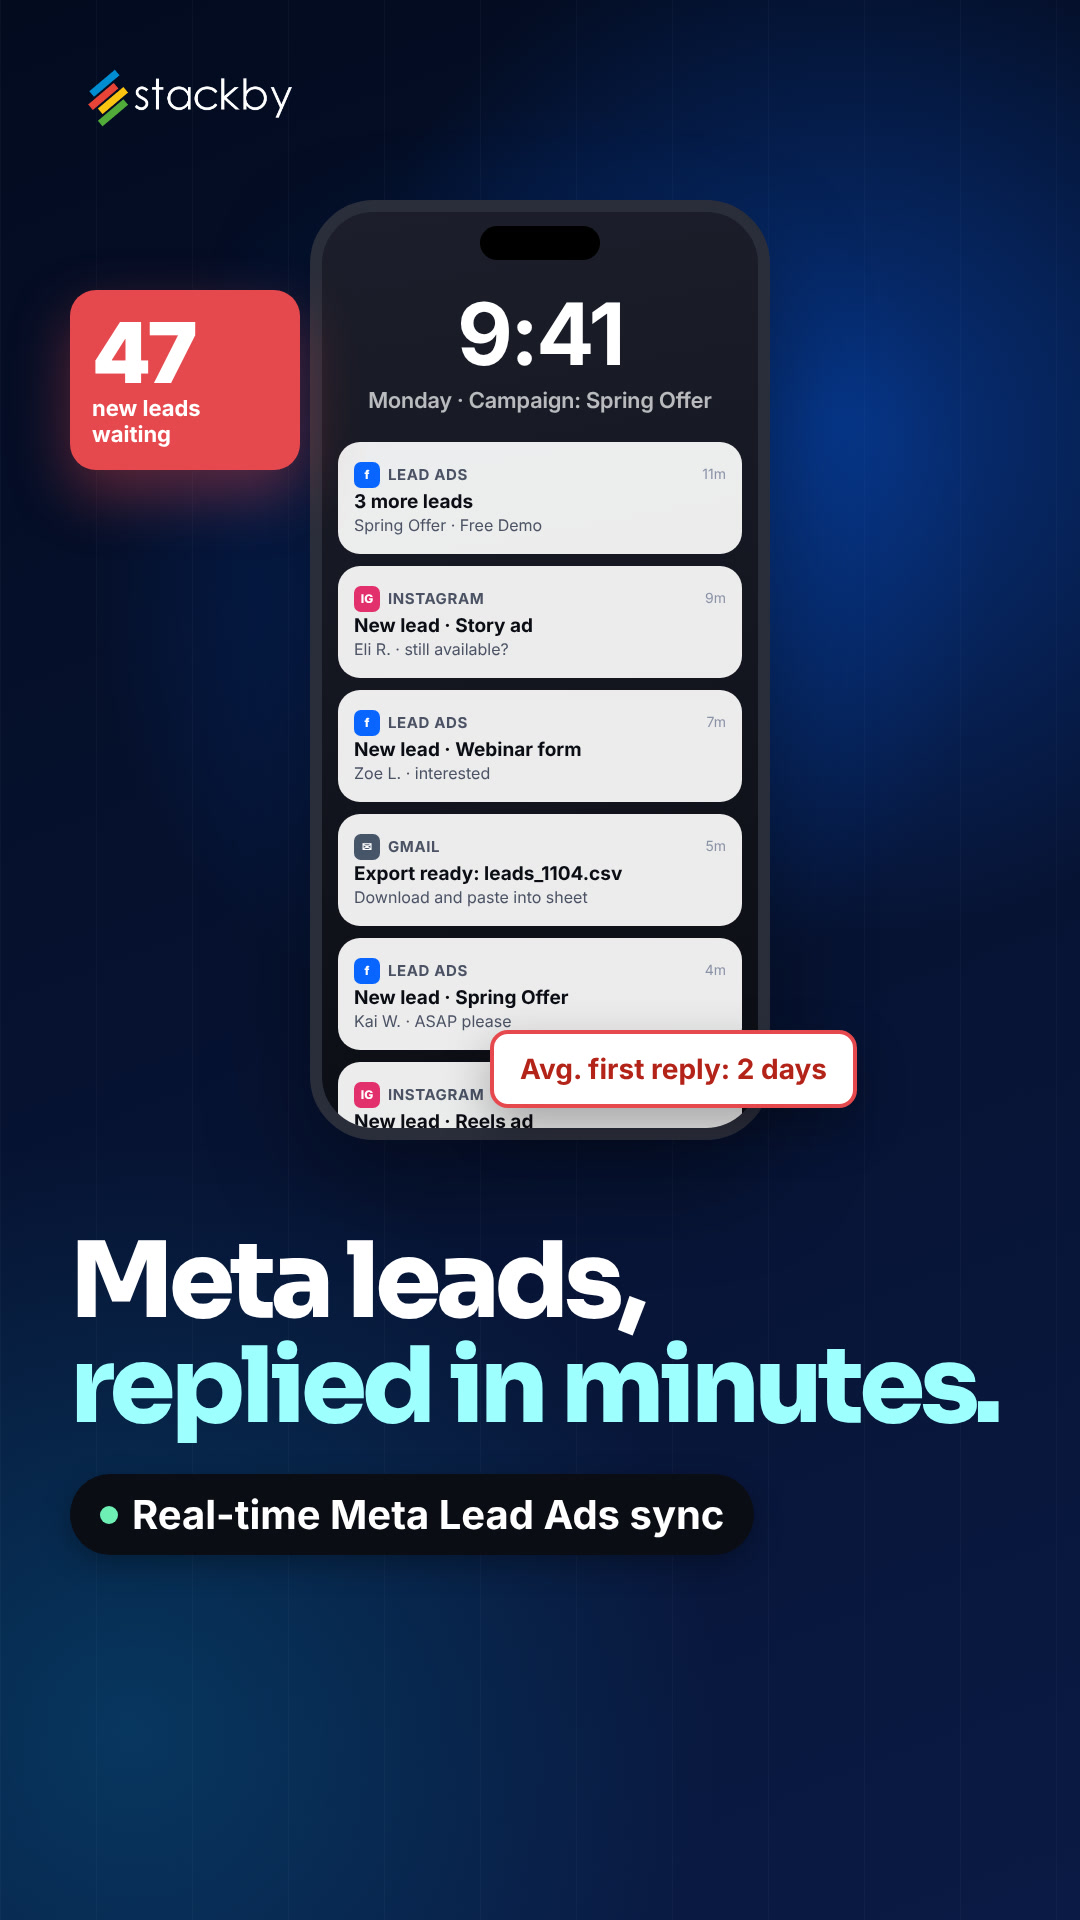 stackby
47
new leads
waiting
9:41
Monday · Campaign: Spring Offer
f LEAD ADS 11m
3 more leads
Spring Offer · Free Demo
IG INSTAGRAM 9m
New lead · Story ad
Eli R. · still available?
f LEAD ADS 7m
New lead · Webinar form
Zoe L. · interested
GMAIL 5m
Export ready: leads_1104.csv
Download and paste into sheet
f LEAD ADS 4m
New lead · Spring Offer
Kai W. · ASAP please
Avg. first reply: 2 days
IG INSTAGRAM
New lead · Reels ad
Meta leads,
replied in minutes.
Real-time Meta Lead Ads sync